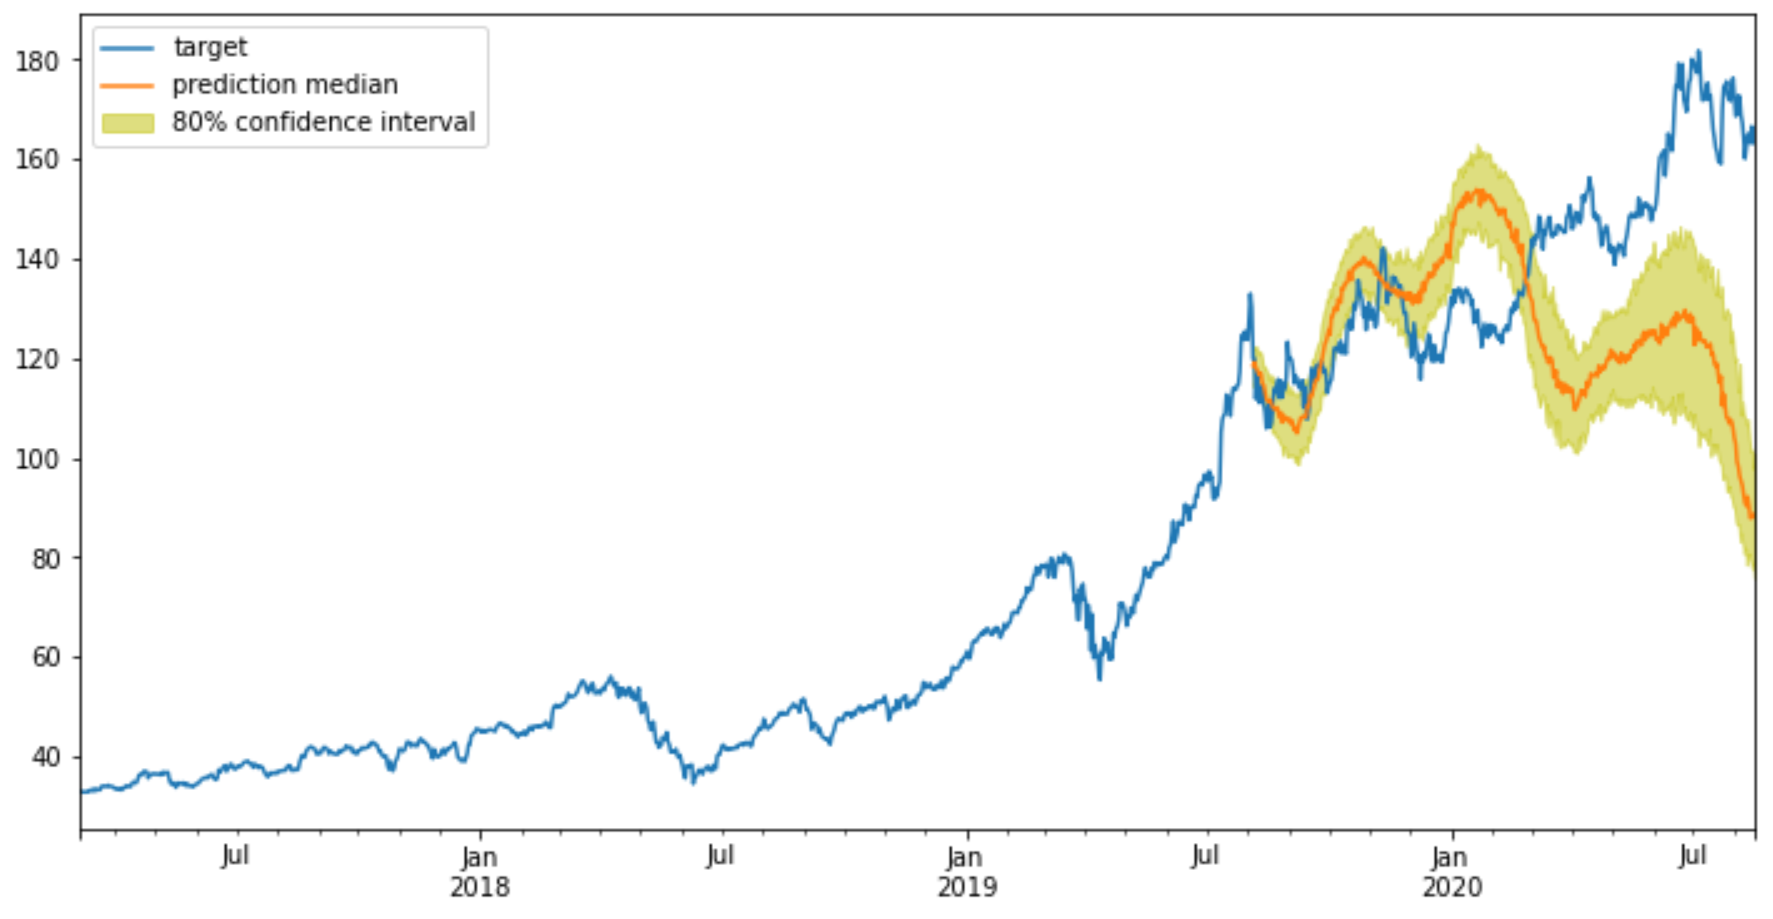 target
prediction median
80% confidence interval
180
160
140
120
100
80
60
40
Jul Jan Jul Jan Jul Jan Jul
2018 2019 2020